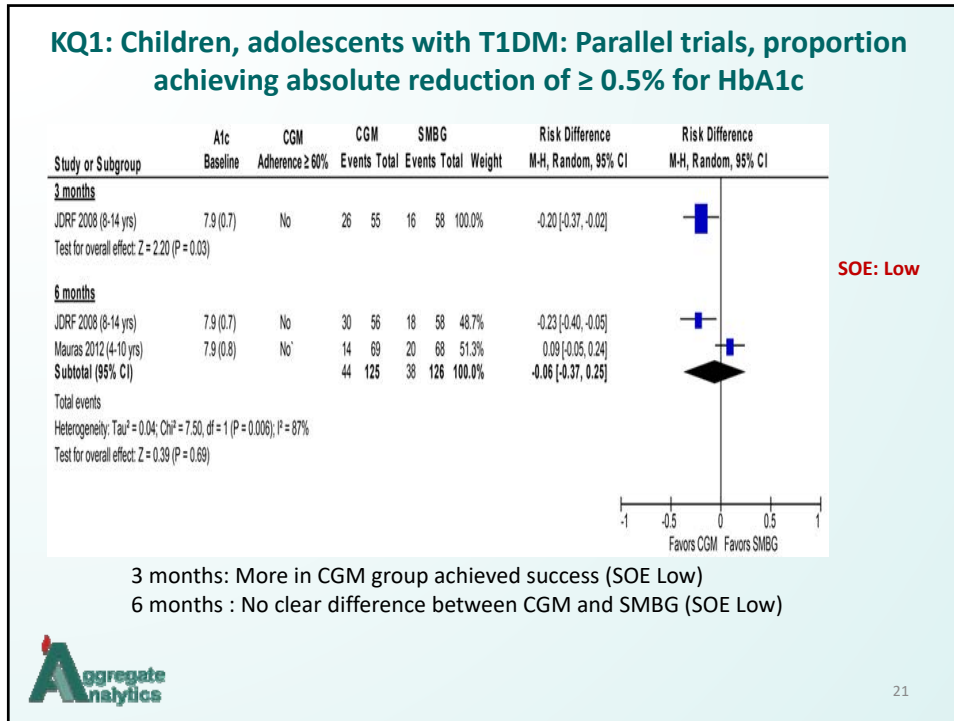 KQ1: Children, adolescents with T1DM: Parallel trials, proportion
achieving absolute reduction of ≥ 0.5% for HbA1c
A1c CGM CGM SMBG Risk Difference Risk Difference
Study or Subgroup Baseline Adherence ≥ 60% Events Total Events Total Weight M-H, Random, 95% CI M-H, Random, 95% CI
3 months
JDRF 2008 (8-14 yrs) 7.9 (0.7) No 26 55 16 58 100.0% -0.20 [-0.37, -0.02]
Test for overall effect: Z = 2.20 (P = 0.03)
SOE: Low
6 months
JDRF 2008 (8-14 yrs) 7.9 (0.7) No 30 56 18 58 48.7% -0.23 [-0.40, -0.05]
Mauras 2012 (4-10 yrs) 7.9 (0.8) No* 14 69 20 68 51.3% 0.09 [-0.05, 0.24]
Subtotal (95% CI) 44 125 38 126 100.0% -0.06 [-0.37, 0.25]
Total events
Heterogeneity: Tau² = 0.04; Chi² = 7.50, df = 1 (P = 0.006); I² = 87%
Test for overall effect: Z = 0.39 (P = 0.69)
-1 -0.5 0 0.5 1
Favors CGM Favors SMBG
3 months: More in CGM group achieved success (SOE Low)
6 months : No clear difference between CGM and SMBG (SOE Low)
Aggregate
Analytics
21